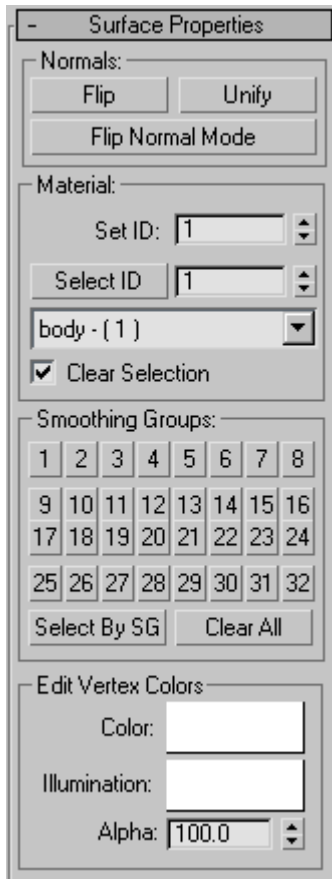 - Surface Properties
Normals:
Flip Unify
Flip Normal Mode
Material:
Set ID: 1
Select ID 1
body - ( 1 )
Clear Selection
Smoothing Groups:
1 2 3 4 5 6 7 8
9 10 11 12 13 14 15 16
17 18 19 20 21 22 23 24
25 26 27 28 29 30 31 32
Select By SG Clear All
Edit Vertex Colors
Color:
Illumination:
Alpha: 100.0